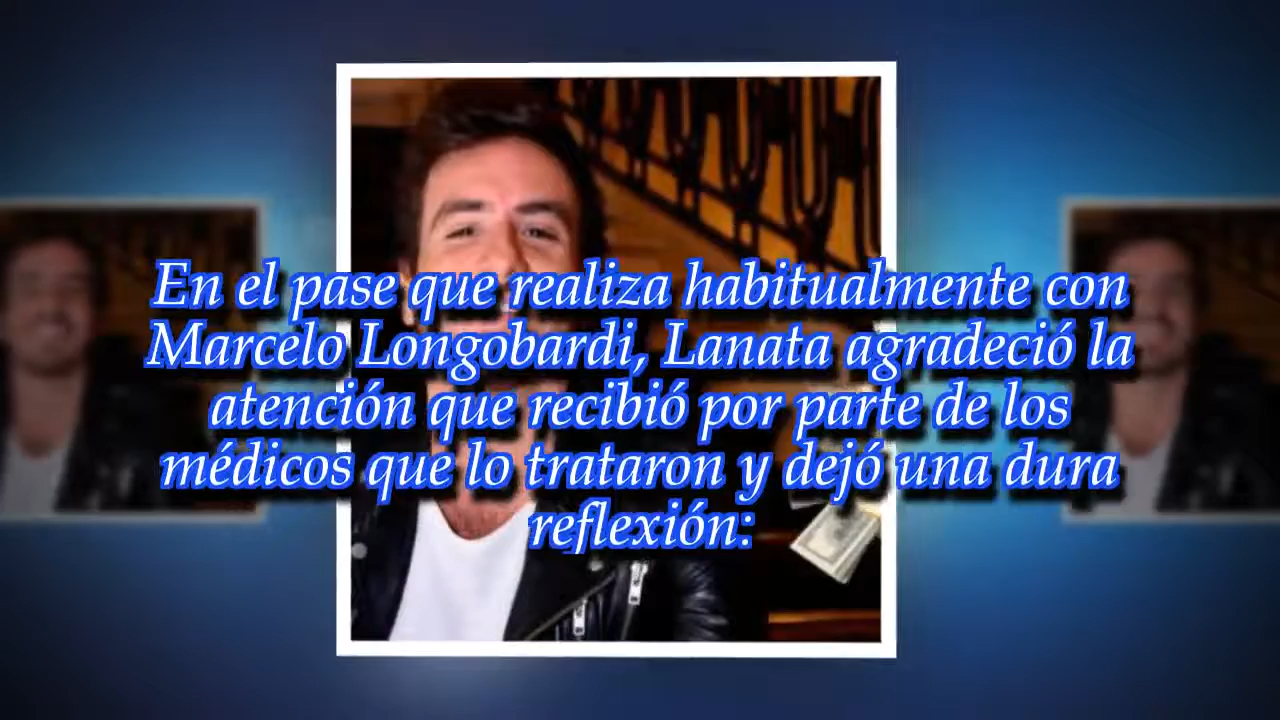 En el pase que realiza habitualmente con
Marcelo Longobardi, Lanata agradeció la
atención que recibió por parte de los
médicos que lo trataron y dejó una dura
reflexión: